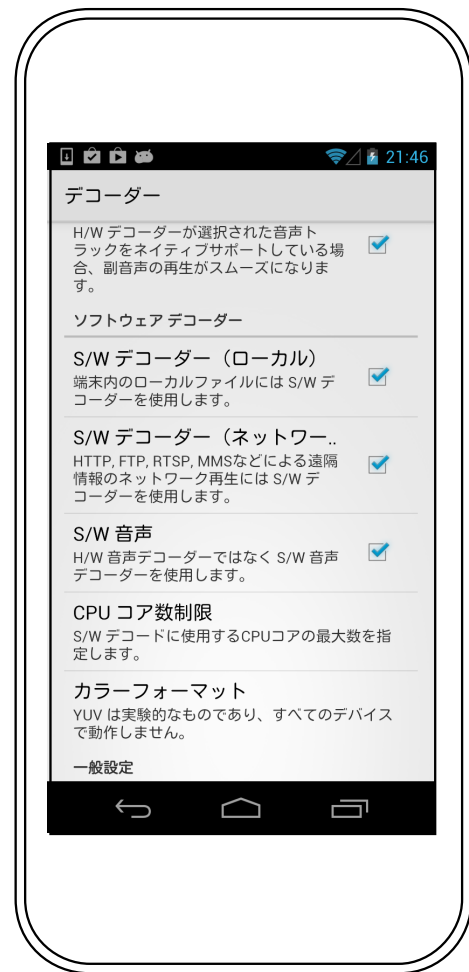 21:46
デコーダー
H/W デコーダーが選択された音声ト
ラックをネイティブサポートしている場
合、副音声の再生がスムーズになりま
す。
ソフトウェア デコーダー
S/W デコーダー（ローカル）
端末内のローカルファイルには S/W デ
コーダーを使用します。
S/W デコーダー（ネットワー..
HTTP, FTP, RTSP, MMSなどによる遠隔
情報のネットワーク再生には S/W デ
コーダーを使用します。
S/W 音声
H/W 音声デコーダーではなく S/W 音声
デコーダーを使用します。
CPU コア数制限
S/W デコードに使用するCPUコアの最大数を指
定します。
カラーフォーマット
YUV は実験的なものであり、すべてのデバイス
で動作しません。
一般設定